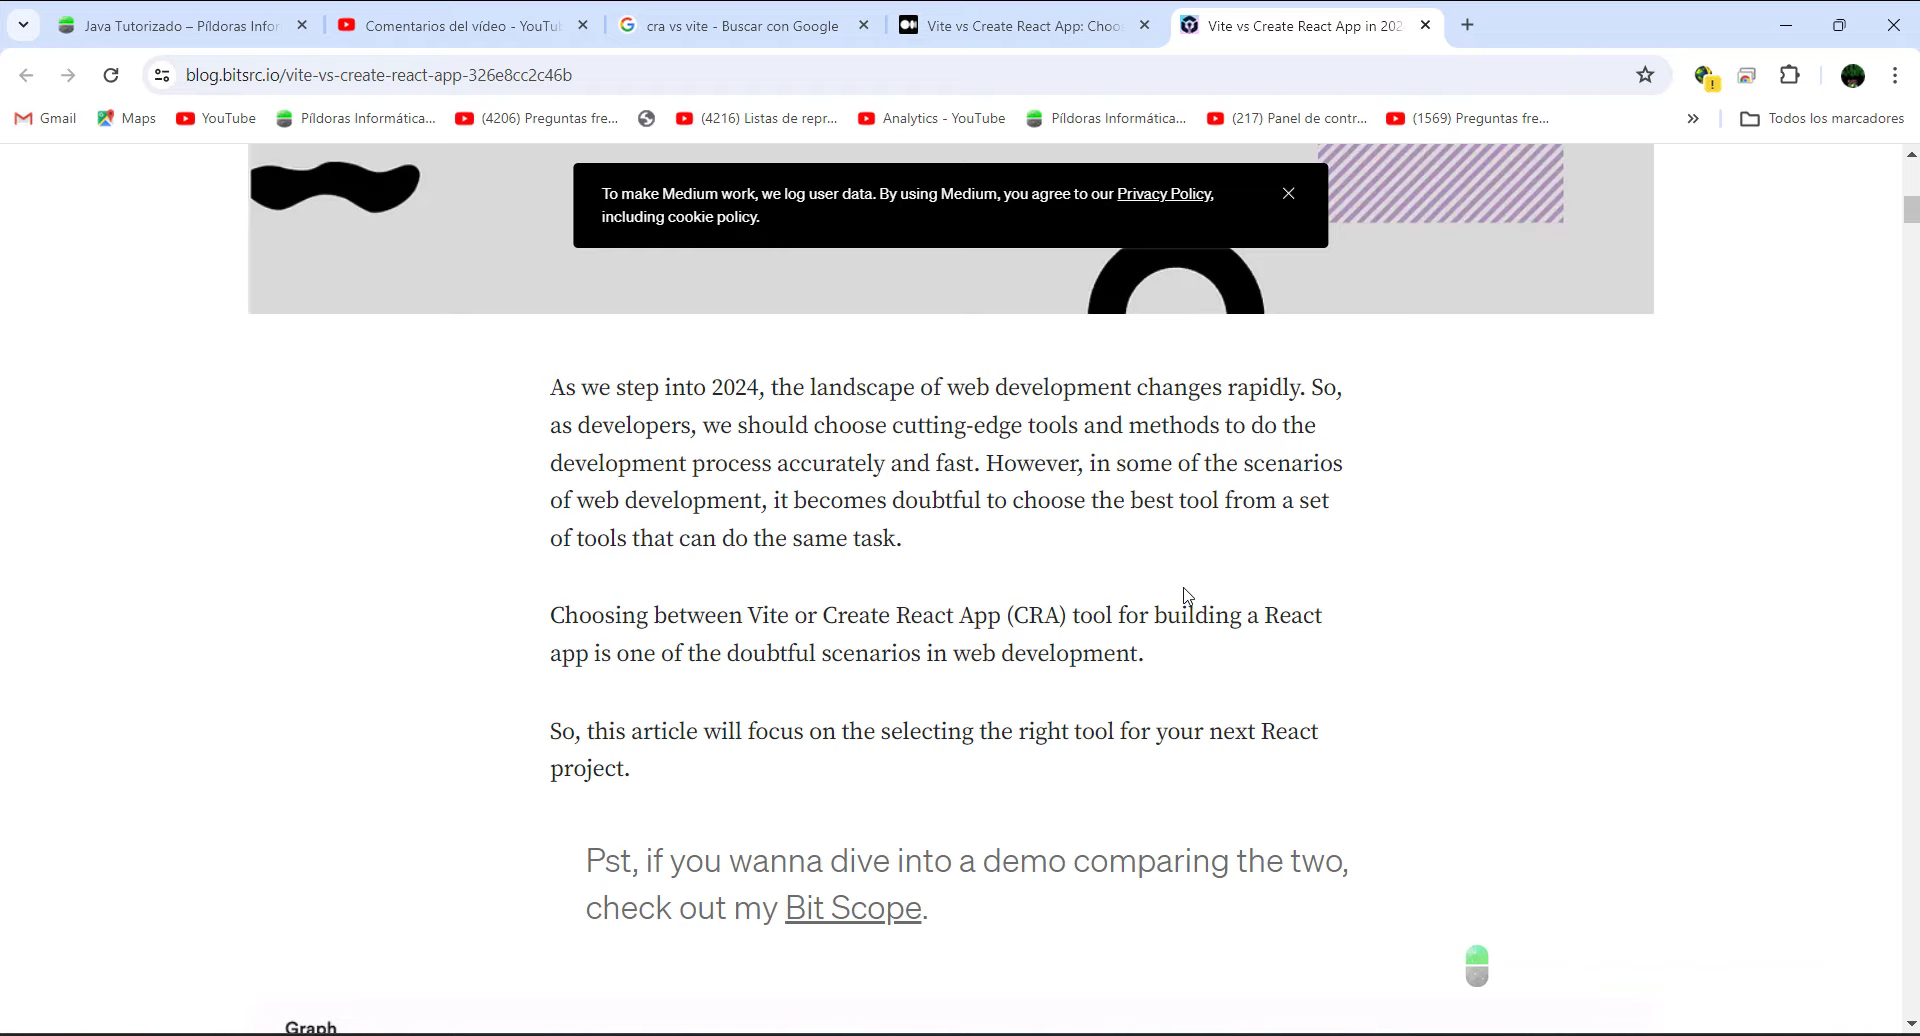 Java Tutorizado – Píldoras Infor
Comentarios del vídeo - YouTu
cra vs vite - Buscar con Google
Vite vs Create React App: Choo
Vite vs Create React App in 202
blog.bitsrc.io/vite-vs-create-react-app-326e8cc2c46b
Gmail
Maps
YouTube
Píldoras Informática...
(4206) Preguntas fre...
(4216) Listas de repr...
Analytics - YouTube
Píldoras Informática...
(217) Panel de contr...
(1569) Preguntas fre...
»
Todos los marcadores
To make Medium work, we log user data. By using Medium, you agree to our Privacy Policy,
including cookie policy.
As we step into 2024, the landscape of web development changes rapidly. So,
as developers, we should choose cutting-edge tools and methods to do the
development process accurately and fast. However, in some of the scenarios
of web development, it becomes doubtful to choose the best tool from a set
of tools that can do the same task.
Choosing between Vite or Create React App (CRA) tool for building a React
app is one of the doubtful scenarios in web development.
So, this article will focus on the selecting the right tool for your next React
project.
Pst, if you wanna dive into a demo comparing the two,
check out my Bit Scope.
Graph